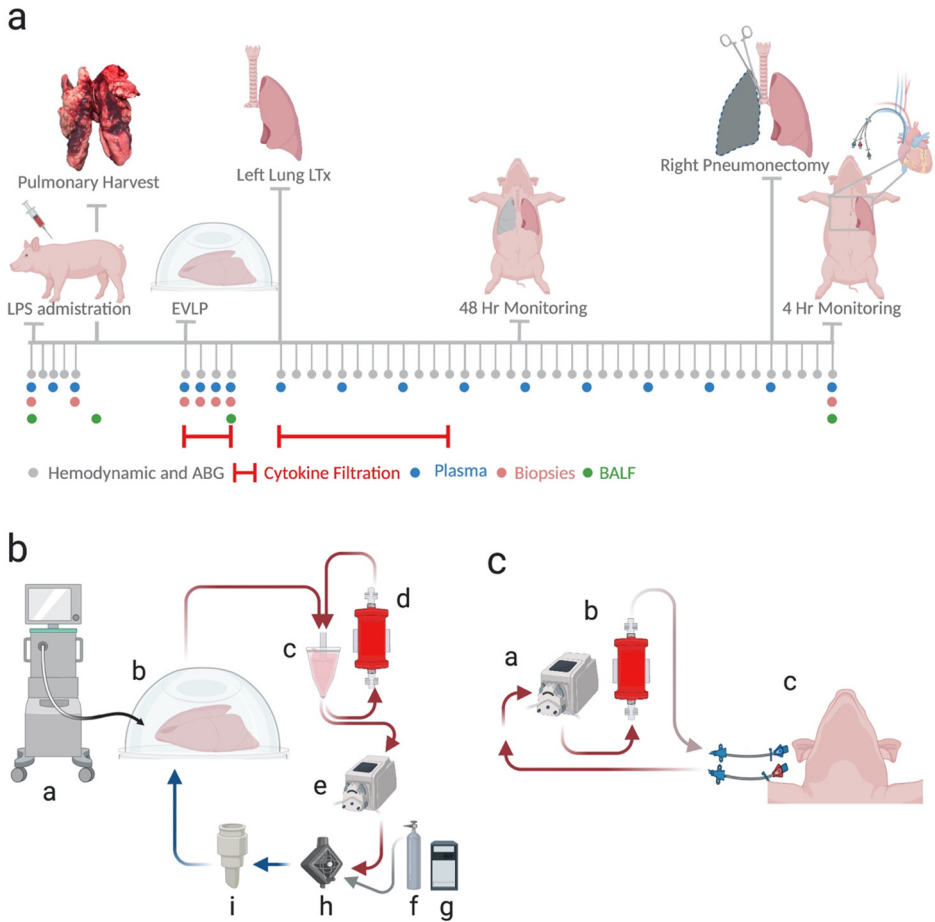 a
Pulmonary Harvest
Left Lung LTx
Right Pneumonectomy
LPS admistration
EVLP
48 Hr Monitoring
4 Hr Monitoring
Hemodynamic and ABG
Cytokine Filtration
Plasma
Biopsies
BALF
b
a
b
c
d
e
f
g
h
i
c
a
b
c